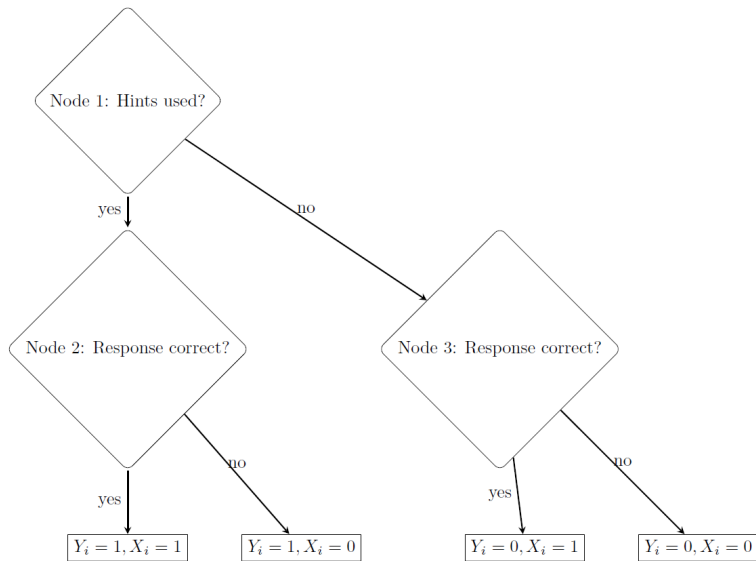 Node 1: Hints used?
yes
no
Node 2: Response correct?
Node 3: Response correct?
yes
no
yes
no
Y_i = 1, X_i = 1
Y_i = 1, X_i = 0
Y_i = 0, X_i = 1
Y_i = 0, X_i = 0